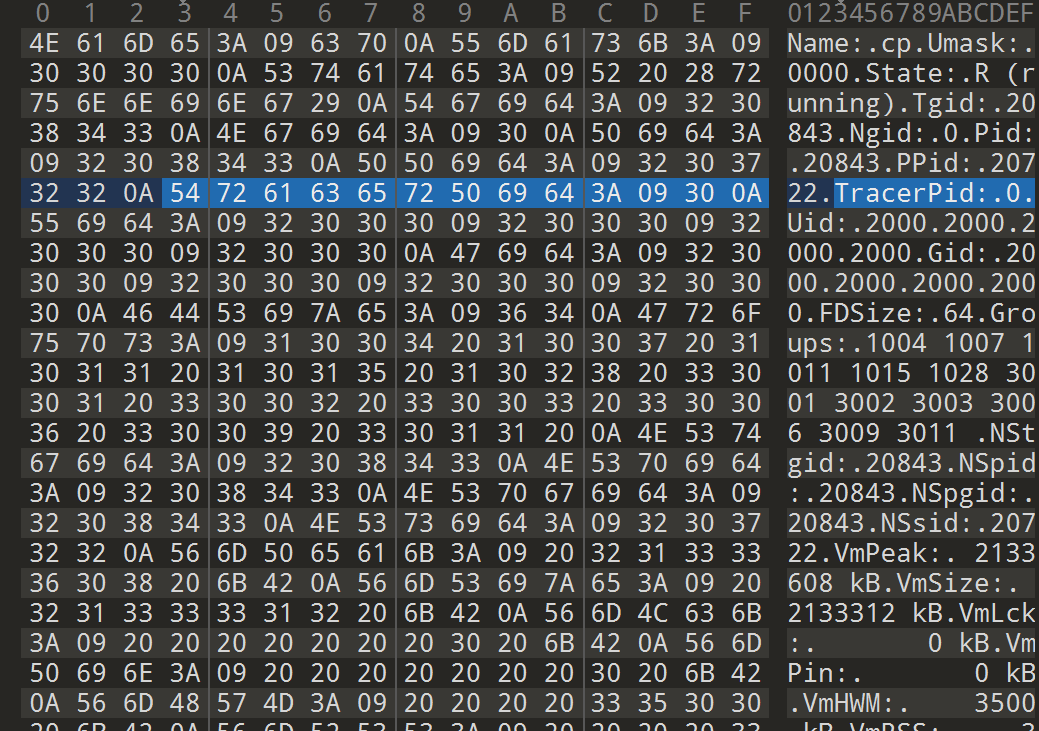 0 1 2 3 4 5 6 7 8 9 A B C D E F 0123456789ABCDEF
4E 61 6D 65 3A 09 63 70 0A 55 6D 61 73 6B 3A 09 Name:.cp.Umask:.
30 30 30 30 0A 53 74 61 74 65 3A 09 52 20 28 72 0000.State:.R (r
75 6E 6E 69 6E 67 29 0A 54 67 69 64 3A 09 32 30 unning).Tgid:.20
38 34 33 0A 4E 67 69 64 3A 09 30 0A 50 69 64 3A 843.Ngid:.0.Pid:
09 32 30 38 34 33 0A 50 50 69 64 3A 09 32 30 37 .20843.PPid:.207
32 32 0A 54 72 61 63 65 72 50 69 64 3A 09 30 0A 22.TracerPid:.0.
55 69 64 3A 09 32 30 30 30 09 32 30 30 30 09 32 Uid:.2000.2000.2
30 30 30 09 32 30 30 30 0A 47 69 64 3A 09 32 30 000.2000.Gid:.20
30 30 09 32 30 30 30 09 32 30 30 30 09 32 30 30 00.2000.2000.200
30 0A 46 44 53 69 7A 65 3A 09 36 34 0A 47 72 6F 0.FDSize:.64.Gro
75 70 73 3A 09 31 30 30 34 20 31 30 30 37 20 31 ups:.1004 1007 1
30 31 31 20 31 30 31 35 20 31 30 32 38 20 33 30 011 1015 1028 30
30 31 20 33 30 30 32 20 33 30 30 33 20 33 30 30 01 3002 3003 300
36 20 33 30 30 39 20 33 30 31 31 20 0A 4E 53 74 6 3009 3011 .NSt
67 69 64 3A 09 32 30 38 34 33 0A 4E 53 70 69 64 gid:.20843.NSpid
3A 09 32 30 38 34 33 0A 4E 53 70 67 69 64 3A 09 :.20843.NSpgid:.
32 30 38 34 33 0A 4E 53 73 69 64 3A 09 32 30 37 20843.NSsid:.207
32 32 0A 56 6D 50 65 61 6B 3A 09 20 32 31 33 33 22.VmPeak:. 2133
36 30 38 20 6B 42 0A 56 6D 53 69 7A 65 3A 09 20 608 kB.VmSize:.
32 31 33 33 33 31 32 20 6B 42 0A 56 6D 4C 63 6B 2133312 kB.VmLck
3A 09 20 20 20 20 20 20 20 30 20 6B 42 0A 56 6D :. 0 kB.Vm
50 69 6E 3A 09 20 20 20 20 20 20 20 30 20 6B 42 Pin:. 0 kB
0A 56 6D 48 57 4D 3A 09 20 20 20 20 33 35 30 30 .VmHWM:. 3500
20 6B 42 0A 56 6D 52 53 53 3A 09 20 20 20 20 33 kB.VmRSS:. 3